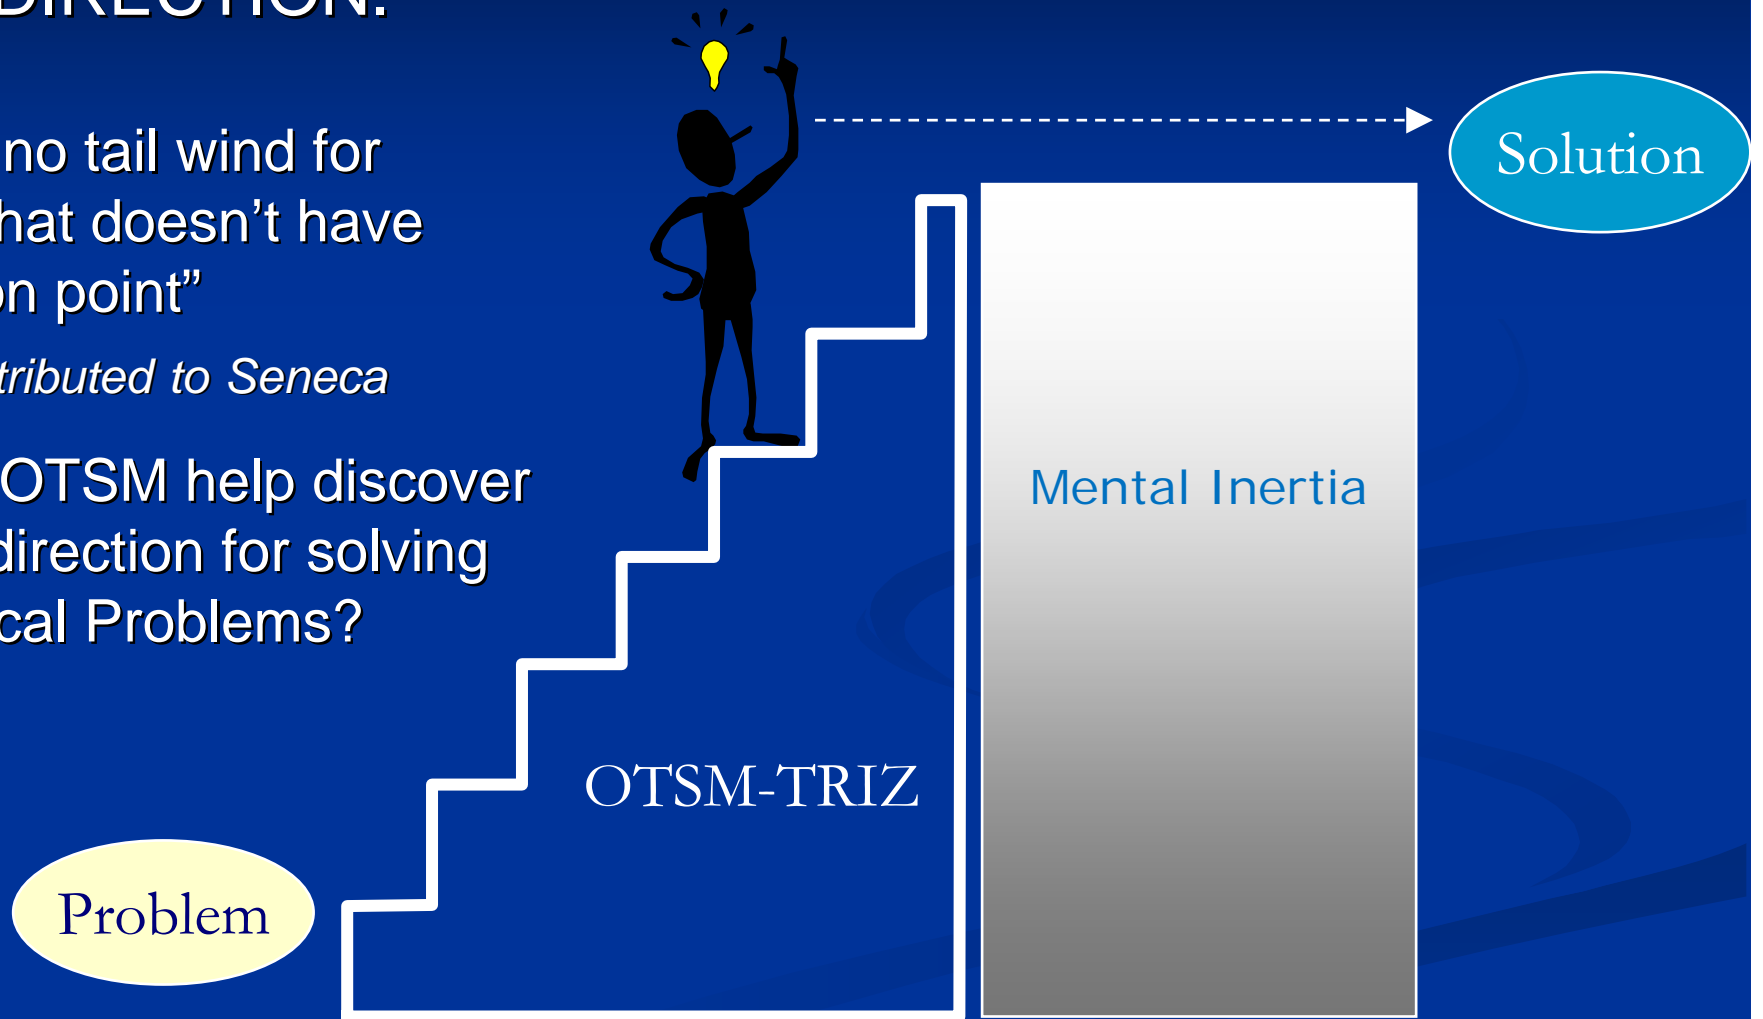 DIRECTION.
no tail wind for
hat doesn’t have
on point”
tributed to Seneca
OTSM help discover
direction for solving
cal Problems?
Solution
Mental Inertia
OTSM-TRIZ
Problem